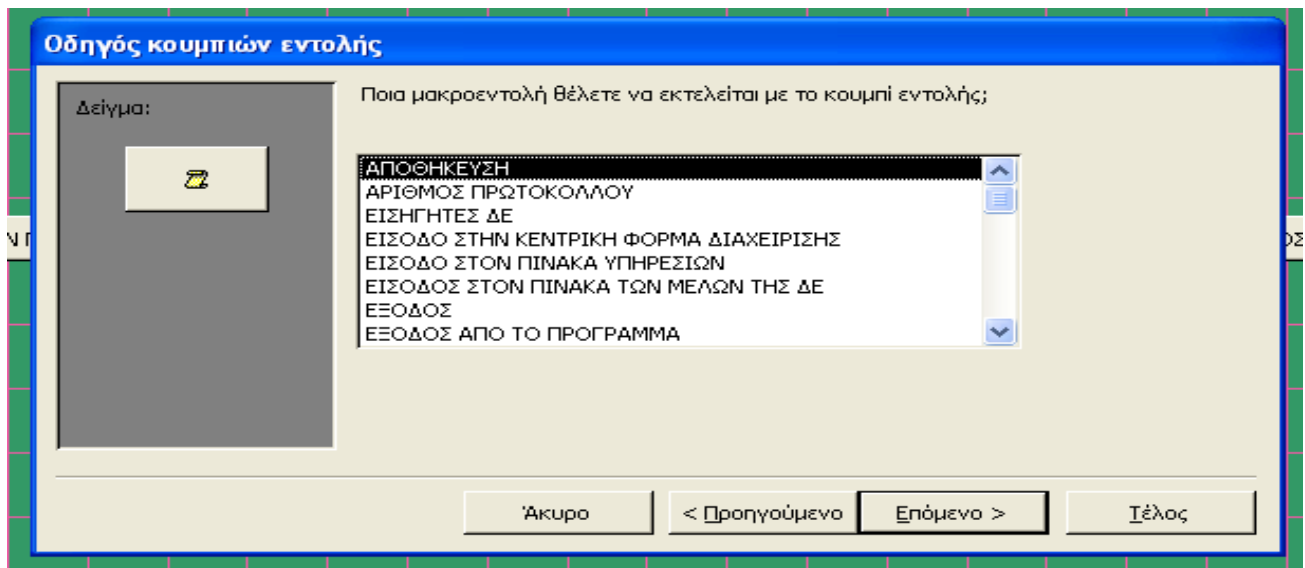 Οδηγός κουμπιών εντολής
Δείγμα:
Ποια μακροεντολή θέλετε να εκτελείται με το κουμπί εντολής;
ΑΠΟΘΗΚΕΥΣΗ
ΑΡΙΘΜΟΣ ΠΡΩΤΟΚΟΛΛΟΥ
ΕΙΣΗΓΗΤΕΣ ΔΕ
ΕΙΣΟΔΟ ΣΤΗΝ ΚΕΝΤΡΙΚΗ ΦΟΡΜΑ ΔΙΑΧΕΙΡΙΣΗΣ
ΕΙΣΟΔΟ ΣΤΟΝ ΠΙΝΑΚΑ ΥΠΗΡΕΣΙΩΝ
ΕΙΣΟΔΟΣ ΣΤΟΝ ΠΙΝΑΚΑ ΤΩΝ ΜΕΛΩΝ ΤΗΣ ΔΕ
ΕΞΟΔΟΣ
ΕΞΟΔΟΣ ΑΠΟ ΤΟ ΠΡΟΓΡΑΜΜΑ
Άκυρο
< Προηγούμενο
Επόμενο >
Τέλος